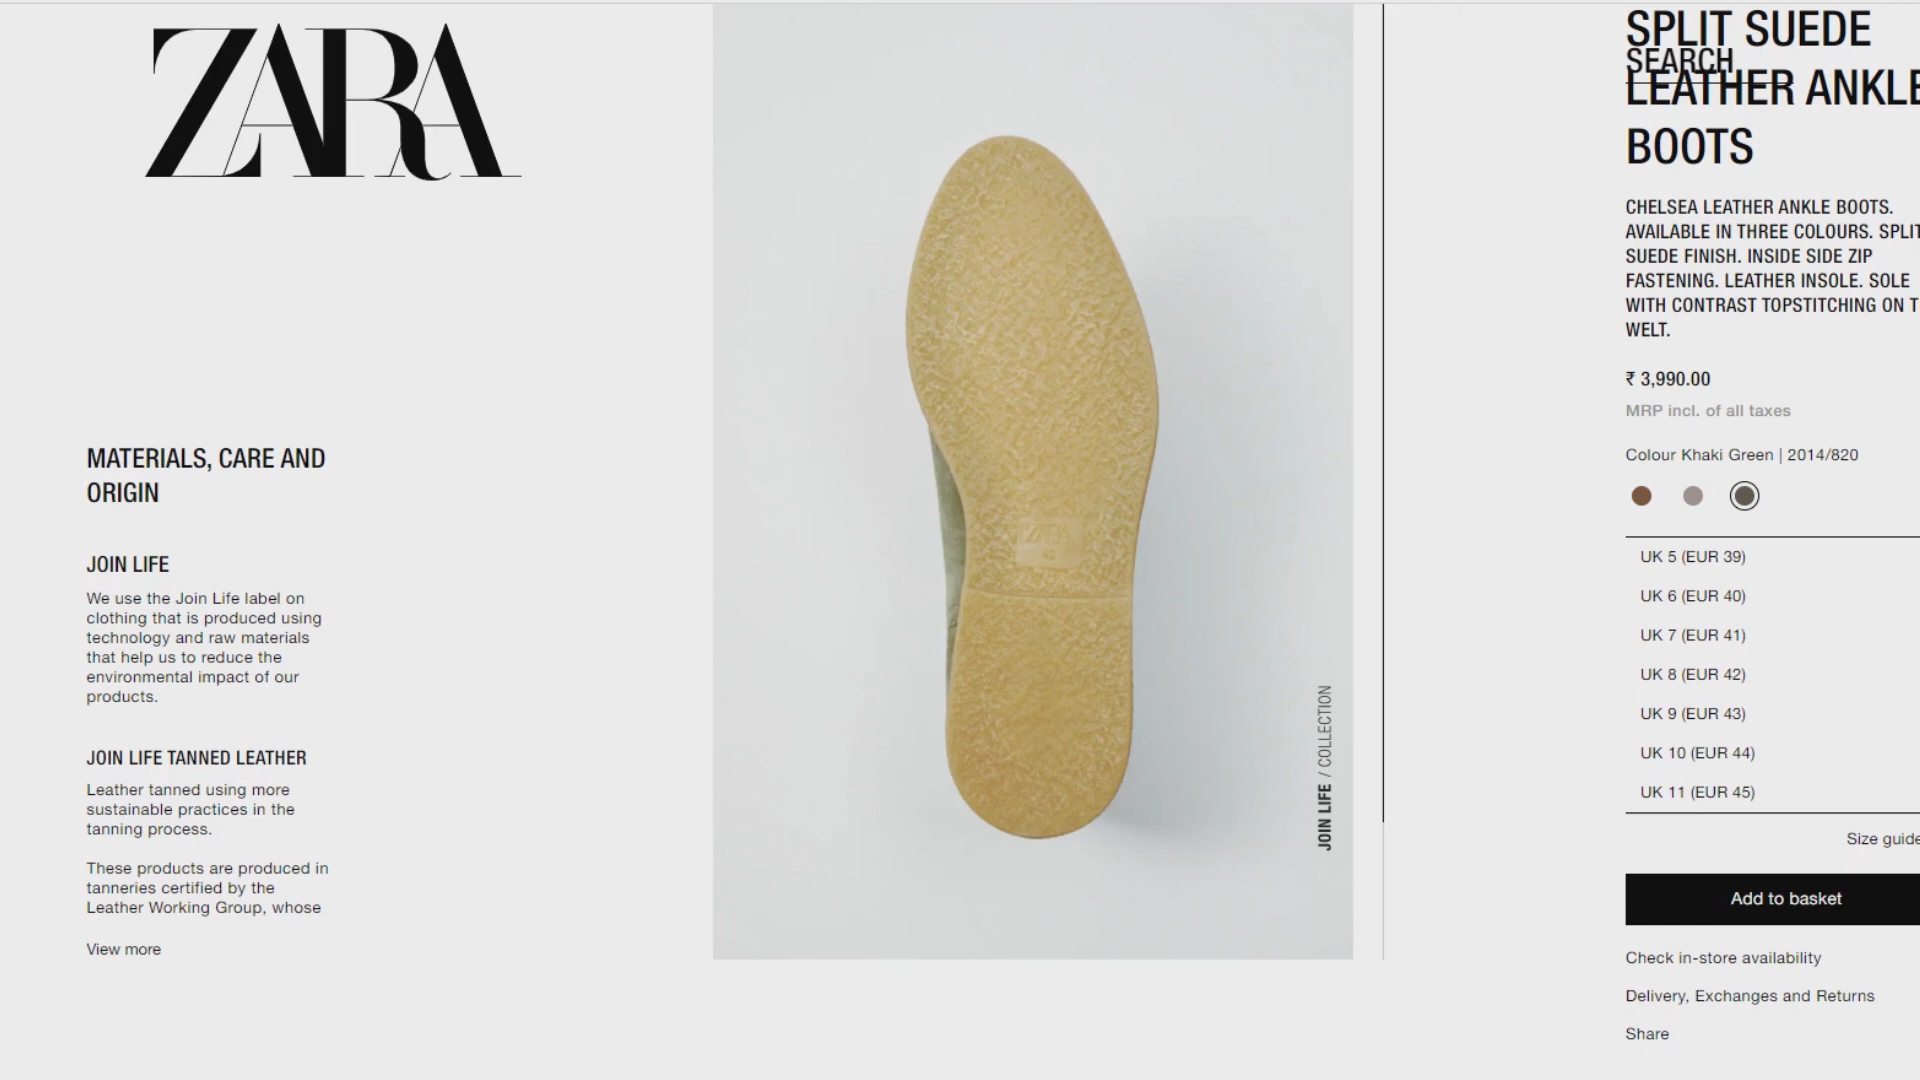 ZARA
MATERIALS, CARE AND
ORIGIN
JOIN LIFE
We use the Join Life label on
clothing that is produced using
technology and raw materials
that help us to reduce the
environmental impact of our
products.
JOIN LIFE TANNED LEATHER
Leather tanned using more
sustainable practices in the
tanning process.
These products are produced in
tanneries certified by the
Leather Working Group, whose
View more
ZARA
JOIN LIFE / COLLECTION
SPLIT SUEDE
SEARCH
LEATHER ANKLE
BOOTS
CHELSEA LEATHER ANKLE BOOTS.
AVAILABLE IN THREE COLOURS. SPLIT
SUEDE FINISH. INSIDE SIDE ZIP
FASTENING. LEATHER INSOLE. SOLE
WITH CONTRAST TOPSTITCHING ON
WELT.
₹ 3,990.00
MRP incl. of all taxes
Colour Khaki Green | 2014/820
UK 5 (EUR 39)
UK 6 (EUR 40)
UK 7 (EUR 41)
UK 8 (EUR 42)
UK 9 (EUR 43)
UK 10 (EUR 44)
UK 11 (EUR 45)
Size guide
Add to basket
Check in-store availability
Delivery, Exchanges and Returns
Share